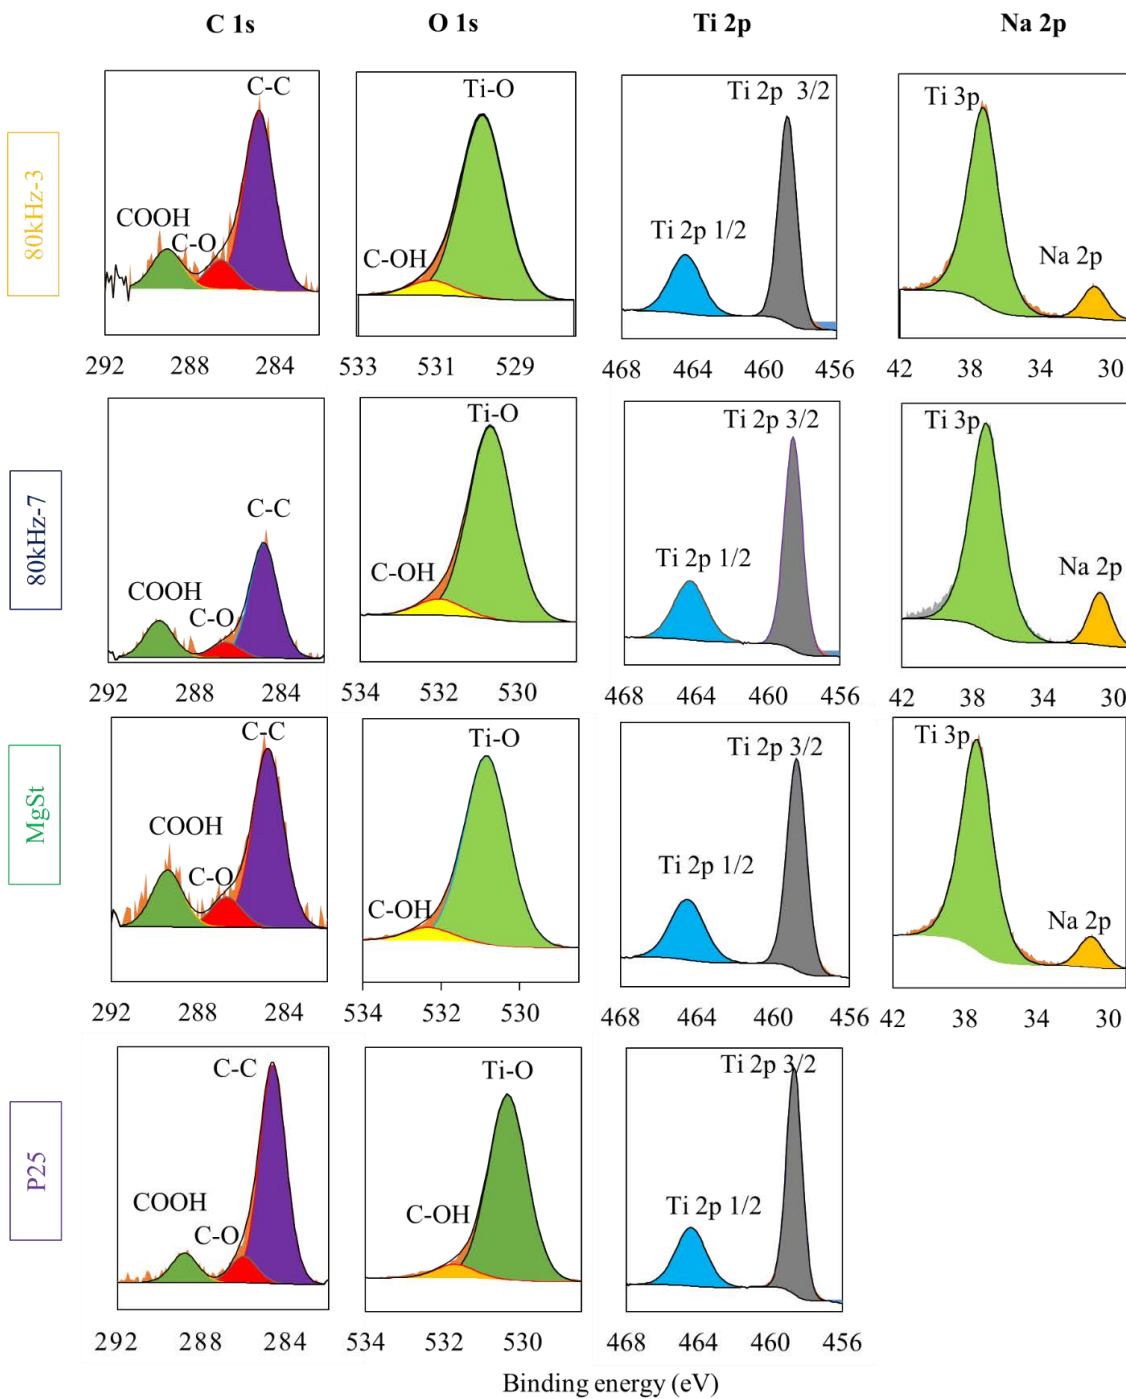 C 1s O 1s Ti 2p Na 2p
80kHz-3
C-C
COOH
C-O
292 288 284
Ti-O
C-OH
533 531 529
Ti 2p 3/2
Ti 2p 1/2
468 464 460 456
Ti 3p
Na 2p
42 38 34 30
80kHz-7
C-C
COOH
C-O
292 288 284
Ti-O
C-OH
534 532 530
Ti 2p 3/2
Ti 2p 1/2
468 464 460 456
Ti 3p
Na 2p
42 38 34 30
MgSt
C-C
COOH
C-O
292 288 284
Ti-O
C-OH
534 532 530
Ti 2p 3/2
Ti 2p 1/2
468 464 460 456
Ti 3p
Na 2p
42 38 34 30
P25
C-C
COOH
C-O
292 288 284
Ti-O
C-OH
534 532 530
Ti 2p 3/2
Ti 2p 1/2
468 464 460 456
Binding energy (eV)